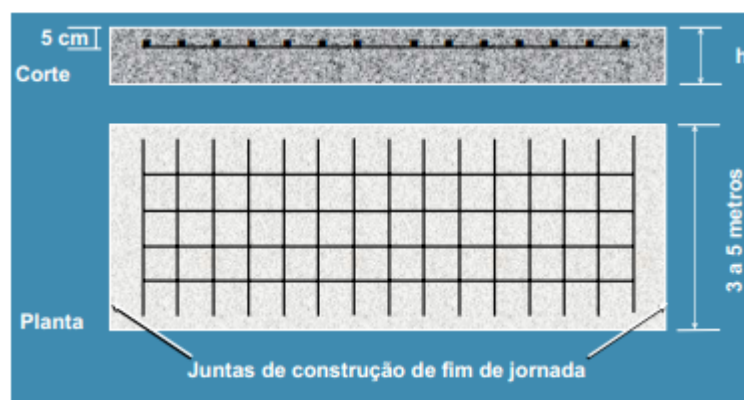 5 cm
Corte
h
3 a 5 metros
Planta
Juntas de construção de fim de jornada